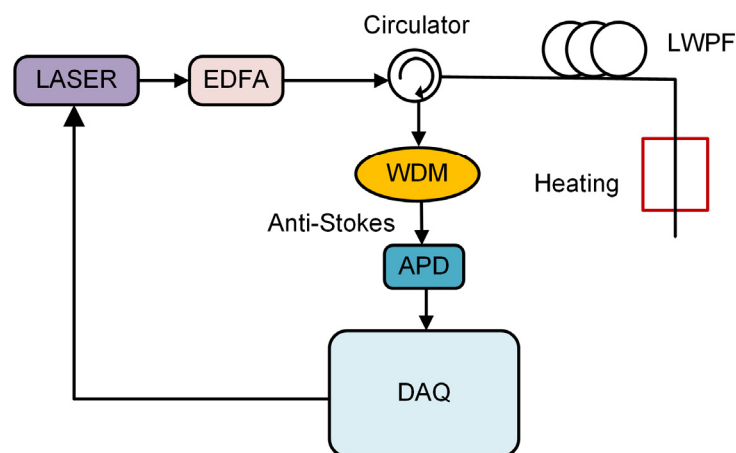 Circulator
LWPF
LASER
EDFA
WDM
Heating
Anti-Stokes
APD
DAQ